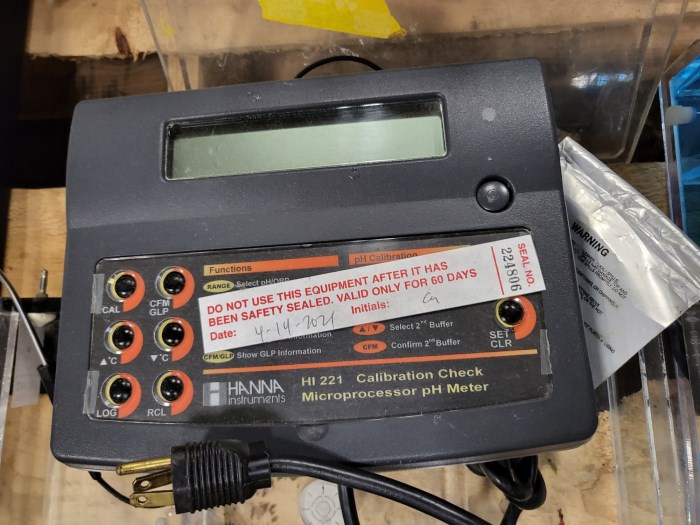 Functions
pH Calibration
RANGE Select pH/ORP
DO NOT USE THIS EQUIPMENT AFTER IT HAS
BEEN SAFETY SEALED. VALID ONLY FOR 60 DAYS
Date: 4-14-2021 Initials:
SEAL NO.
224806
CAL
CFM
GLP
▲°C
▼°C
LOG
RCL
Information
CFM/GLP Show GLP Information
▲/▼ Select 2nd Buffer
CFM Confirm 2nd Buffer
SET
CLR
HANNA
instruments
HI 221 Calibration Check
Microprocessor pH Meter
WARNING